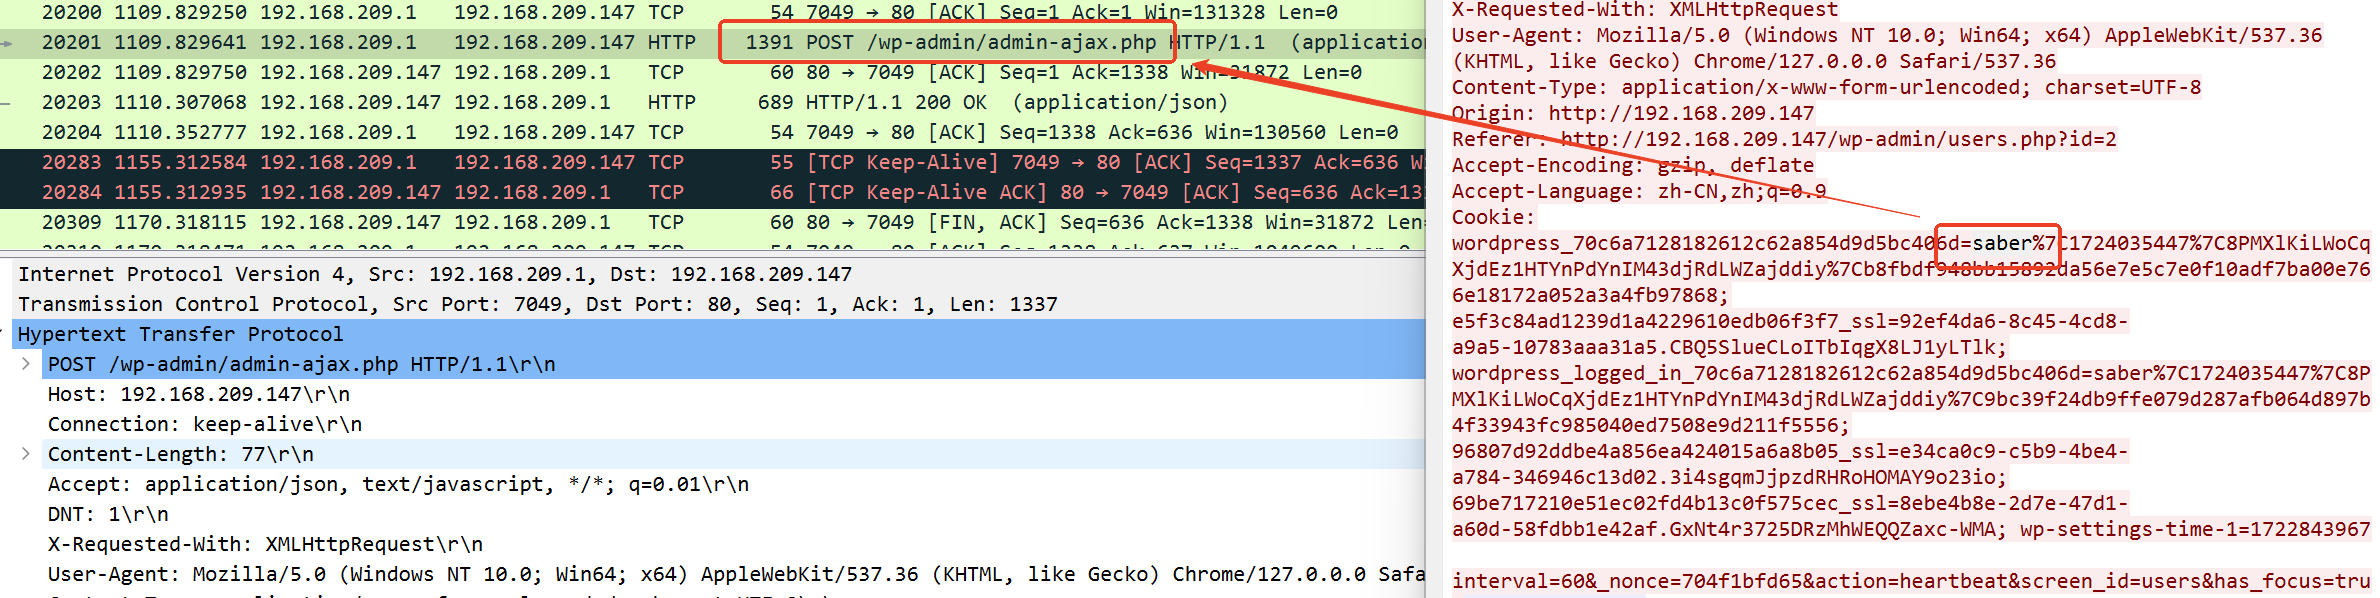 20200 1109.829250 192.168.209.1 192.168.209.147 TCP 54 7049 → 80 [ACK] Seq=1 Ack=1 Win=131328 Len=0
20201 1109.829641 192.168.209.1 192.168.209.147 HTTP 1391 POST /wp-admin/admin-ajax.php HTTP/1.1 (application
20202 1109.829750 192.168.209.147 192.168.209.1 TCP 60 80 → 7049 [ACK] Seq=1 Ack=1338 Win=31872 Len=0
20203 1110.307068 192.168.209.147 192.168.209.1 HTTP 689 HTTP/1.1 200 OK (application/json)
20204 1110.352777 192.168.209.1 192.168.209.147 TCP 54 7049 → 80 [ACK] Seq=1338 Ack=636 Win=130560 Len=0
20283 1155.312584 192.168.209.1 192.168.209.147 TCP 55 [TCP Keep-Alive] 7049 → 80 [ACK] Seq=1337 Ack=636 W
20284 1155.312935 192.168.209.147 192.168.209.1 TCP 66 [TCP Keep-Alive ACK] 80 → 7049 [ACK] Seq=636 Ack=13
20309 1170.318115 192.168.209.147 192.168.209.1 TCP 60 80 → 7049 [FIN, ACK] Seq=636 Ack=1338 Win=31872 Len
Internet Protocol Version 4, Src: 192.168.209.1, Dst: 192.168.209.147
Transmission Control Protocol, Src Port: 7049, Dst Port: 80, Seq: 1, Ack: 1, Len: 1337
Hypertext Transfer Protocol
POST /wp-admin/admin-ajax.php HTTP/1.1\r\n
Host: 192.168.209.147\r\n
Connection: keep-alive\r\n
Content-Length: 77\r\n
Accept: application/json, text/javascript, */*; q=0.01\r\n
DNT: 1\r\n
X-Requested-With: XMLHttpRequest\r\n
User-Agent: Mozilla/5.0 (Windows NT 10.0; Win64; x64) AppleWebKit/537.36 (KHTML, like Gecko) Chrome/127.0.0.0 Safa
X-Requested-With: XMLHttpRequest
User-Agent: Mozilla/5.0 (Windows NT 10.0; Win64; x64) AppleWebKit/537.36
(KHTML, like Gecko) Chrome/127.0.0.0 Safari/537.36
Content-Type: application/x-www-form-urlencoded; charset=UTF-8
Origin: http://192.168.209.147
Referer: http://192.168.209.147/wp-admin/users.php?id=2
Accept-Encoding: gzip, deflate
Accept-Language: zh-CN,zh;q=0.9
Cookie:
wordpress_70c6a7128182612c62a854d9d5bc406d=saber%7C1724035447%7C8PMXlKiLWoCq
XjdEz1HTYnPdYnIM43djRdLWZajddiy%7Cb8fbdf948bb15892da56e7e5c7e0f10adf7ba00e76
6e18172a052a3a4fb97868;
e5f3c84ad1239d1a4229610edb06f3f7_ssl=92ef4da6-8c45-4cd8-
a9a5-10783aaa31a5.CBQ5SlueCLoITbIqgX8LJ1yLTlk;
wordpress_logged_in_70c6a7128182612c62a854d9d5bc406d=saber%7C1724035447%7C8P
MXlKiLWoCqXjdEz1HTYnPdYnIM43djRdLWZajddiy%7C9bc39f24db9ffe079d287afb064d897b
4f33943fc985040ed7508e9d211f5556;
96807d92ddbe4a856ea424015a6a8b05_ssl=e34ca0c9-c5b9-4be4-
a784-346946c13d02.3i4sgqmJjpzdRHRoHOMAY9o23io;
69be717210e51ec02fd4b13c0f575cec_ssl=8ebe4b8e-2d7e-47d1-
a60d-58fdbb1e42af.GxNt4r3725DRzMhWEQQZaxc-WMA; wp-settings-time-1=1722843967
interval=60&_nonce=704f1bfd65&action=heartbeat&screen_id=users&has_focus=tru